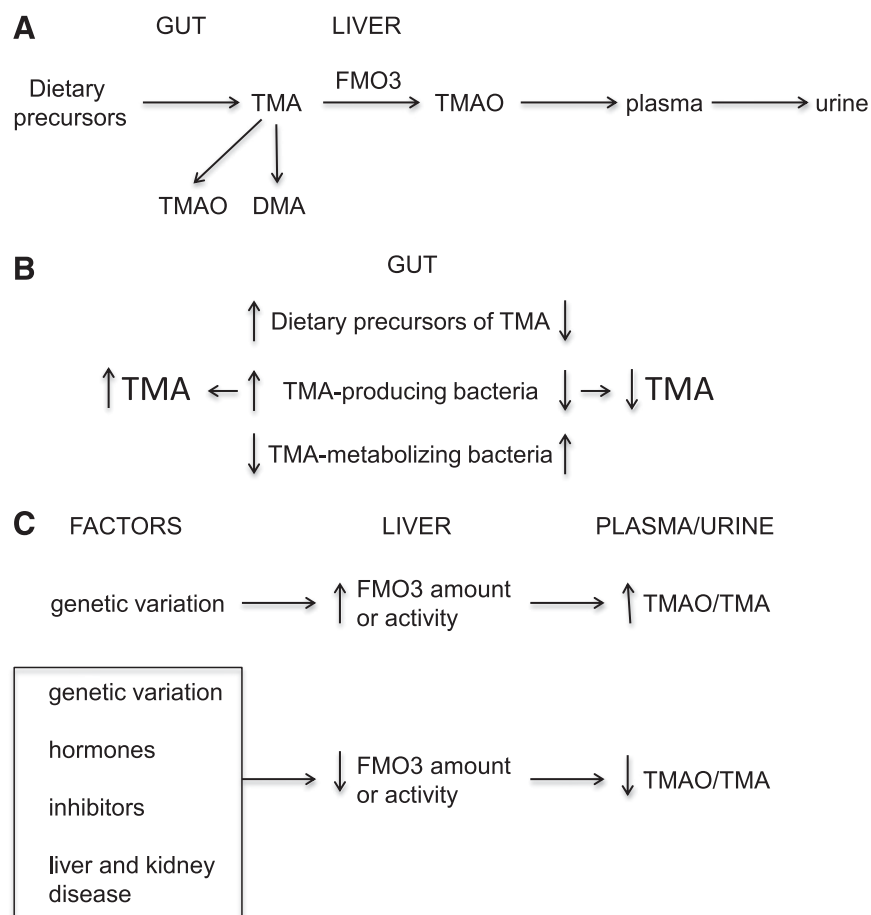 A GUT LIVER
Dietary precursors TMA FMO3 TMAO plasma urine
TMAO DMA
B GUT
Dietary precursors of TMA
TMA TMA-producing bacteria TMA
TMA-metabolizing bacteria
C FACTORS LIVER PLASMA/URINE
genetic variation FMO3 amount or activity TMAO/TMA
genetic variation
hormones
FMO3 amount or activity TMAO/TMA
inhibitors
liver and kidney
disease